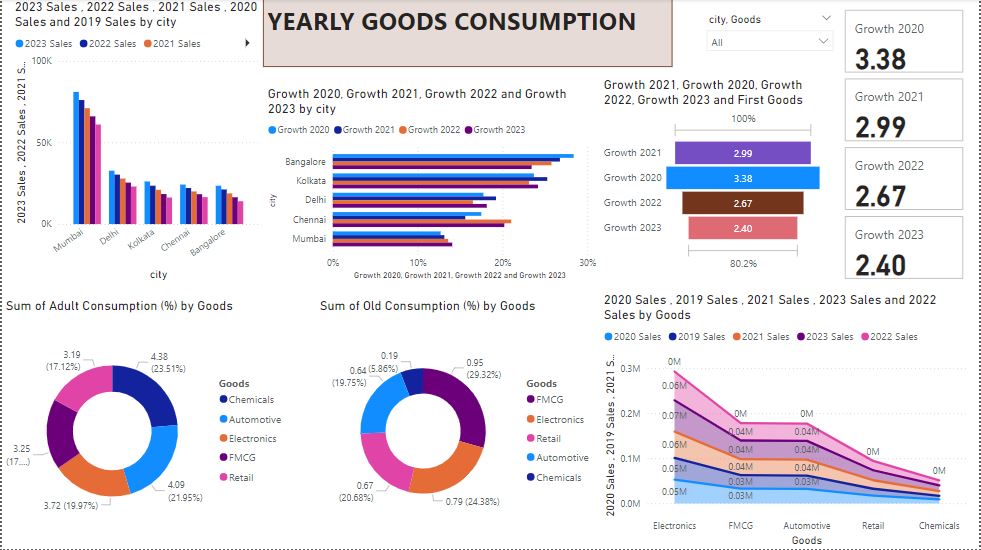 2023 Sales , 2022 Sales , 2021 Sales , 2020
Sales and 2019 Sales by city
2023 Sales 2022 Sales 2021 Sales
2023 Sales , 2022 Sales , 2021 S...
100K
50K
0K
Mumbai Delhi Kolkata Chennai Bangalore
city
YEARLY GOODS CONSUMPTION
city, Goods
All
Growth 2020
3.38
Growth 2021
2.99
Growth 2022
2.67
Growth 2023
2.40
Growth 2020, Growth 2021, Growth 2022 and Growth
2023 by city
Growth 2020 Growth 2021 Growth 2022 Growth 2023
city
Bangalore
Kolkata
Delhi
Chennai
Mumbai
0% 10% 20% 30%
Growth 2020, Growth 2021, Growth 2022 and Growth 2023
Growth 2021, Growth 2020, Growth
2022, Growth 2023 and First Goods
100%
Growth 2021 2.99
Growth 2020 3.38
Growth 2022 2.67
Growth 2023 2.40
80.2%
Sum of Adult Consumption (%) by Goods
4.38
(23.51%)
4.09
(21.95%)
3.72 (19.97%)
3.25
(17....)
3.19
(17.12%)
Goods
Chemicals
Automotive
Electronics
FMCG
Retail
Sum of Old Consumption (%) by Goods
0.95
(29.32%)
0.79 (24.38%)
0.67
(20.68%)
0.64
(19.75%)
0.19
(5.86%)
Goods
FMCG
Electronics
Retail
Automotive
Chemicals
2020 Sales , 2019 Sales , 2021 Sales , 2023 Sales and 2022
Sales by Goods
2020 Sales 2019 Sales 2021 Sales 2023 Sales 2022 Sales
2020 Sales , 2019 Sales , 2021 S...
0.3M
0.2M
0.1M
0.0M
0M 0M 0M 0M 0M
0.06M
0.07M 0.04M 0.04M
0.06M 0.04M 0.04M
0.05M 0.04M 0.04M
0.05M 0.03M 0.03M
0.03M
Electronics FMCG Automotive Retail Chemicals
Goods